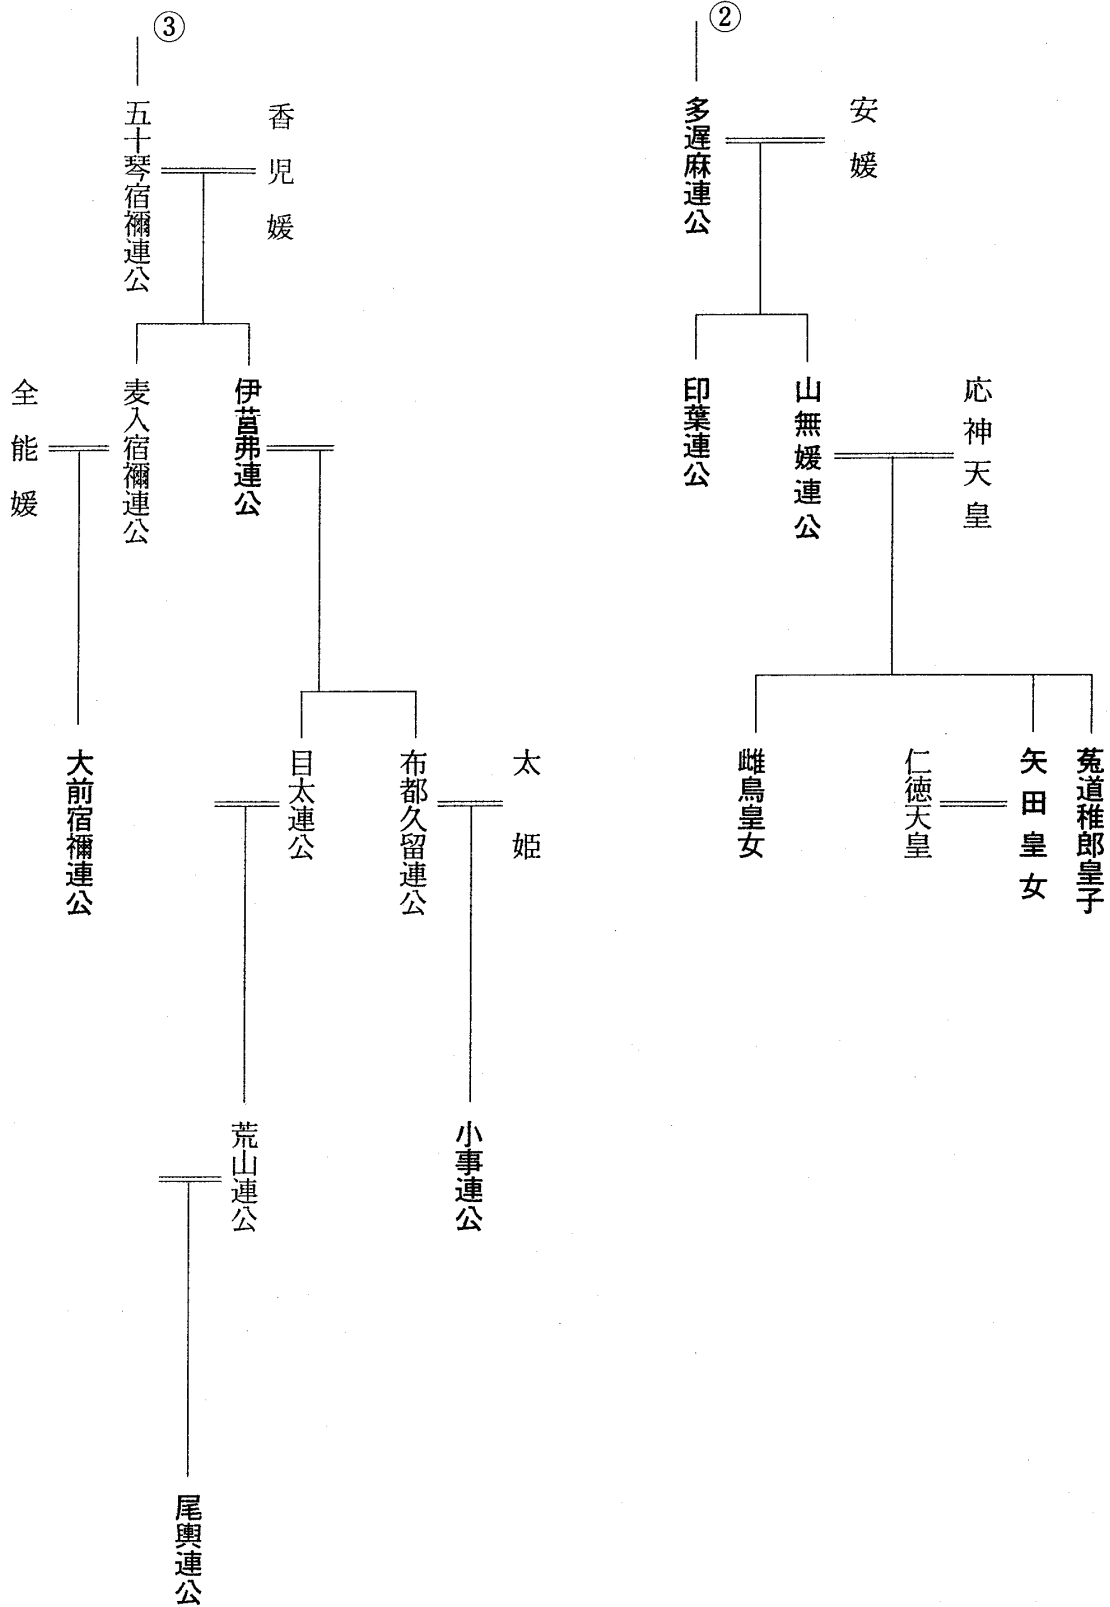 ②
安媛
多遅麻連公
応神天皇
山無媛連公
印葉連公
菟道稚郎皇子
矢田皇女
仁徳天皇
雌鳥皇女
③
香児媛
五十琴宿禰連公
伊莒弗連公
麦入宿禰連公
全能媛
太姫
布都久留連公
目太連公
大前宿禰連公
小事連公
荒山連公
尾輿連公